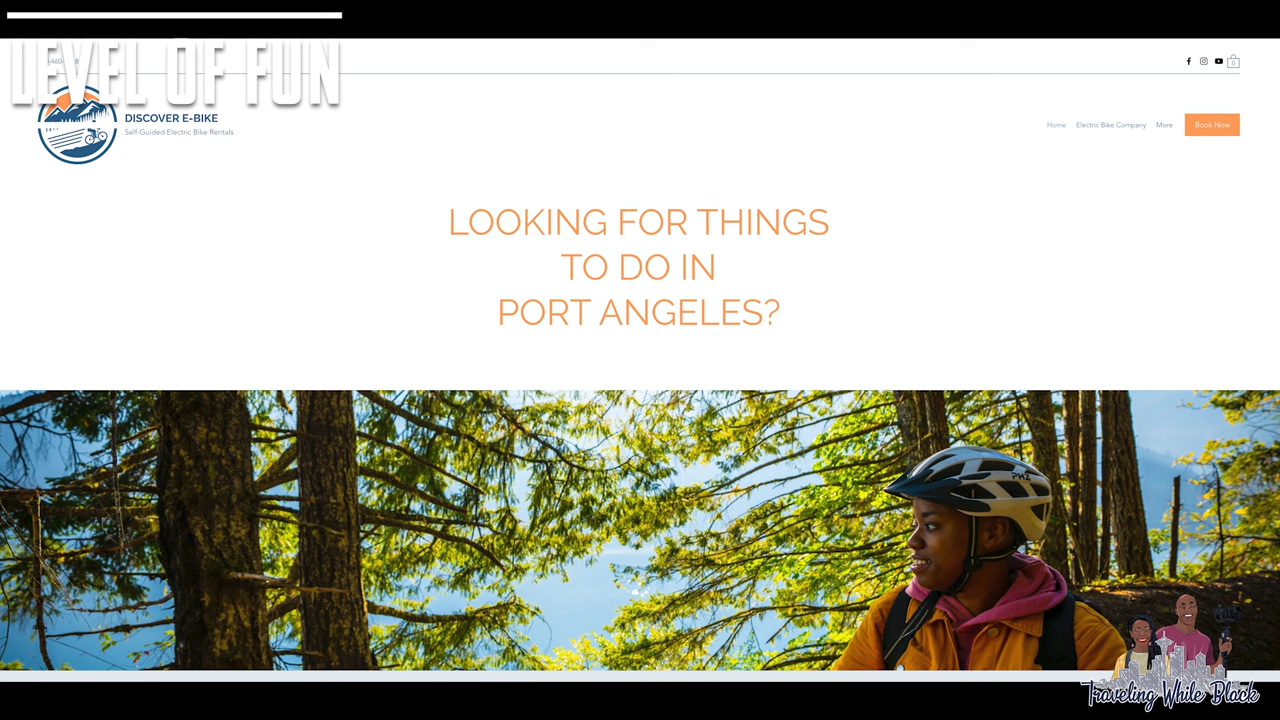 LEVEL OF FUN
DISCOVER E-BIKE
Self-Guided Electric Bike Rentals
0
Home
Electric Bike Company
More
Book Now
LOOKING FOR THINGS
TO DO IN
PORT ANGELES?
Traveling While Black